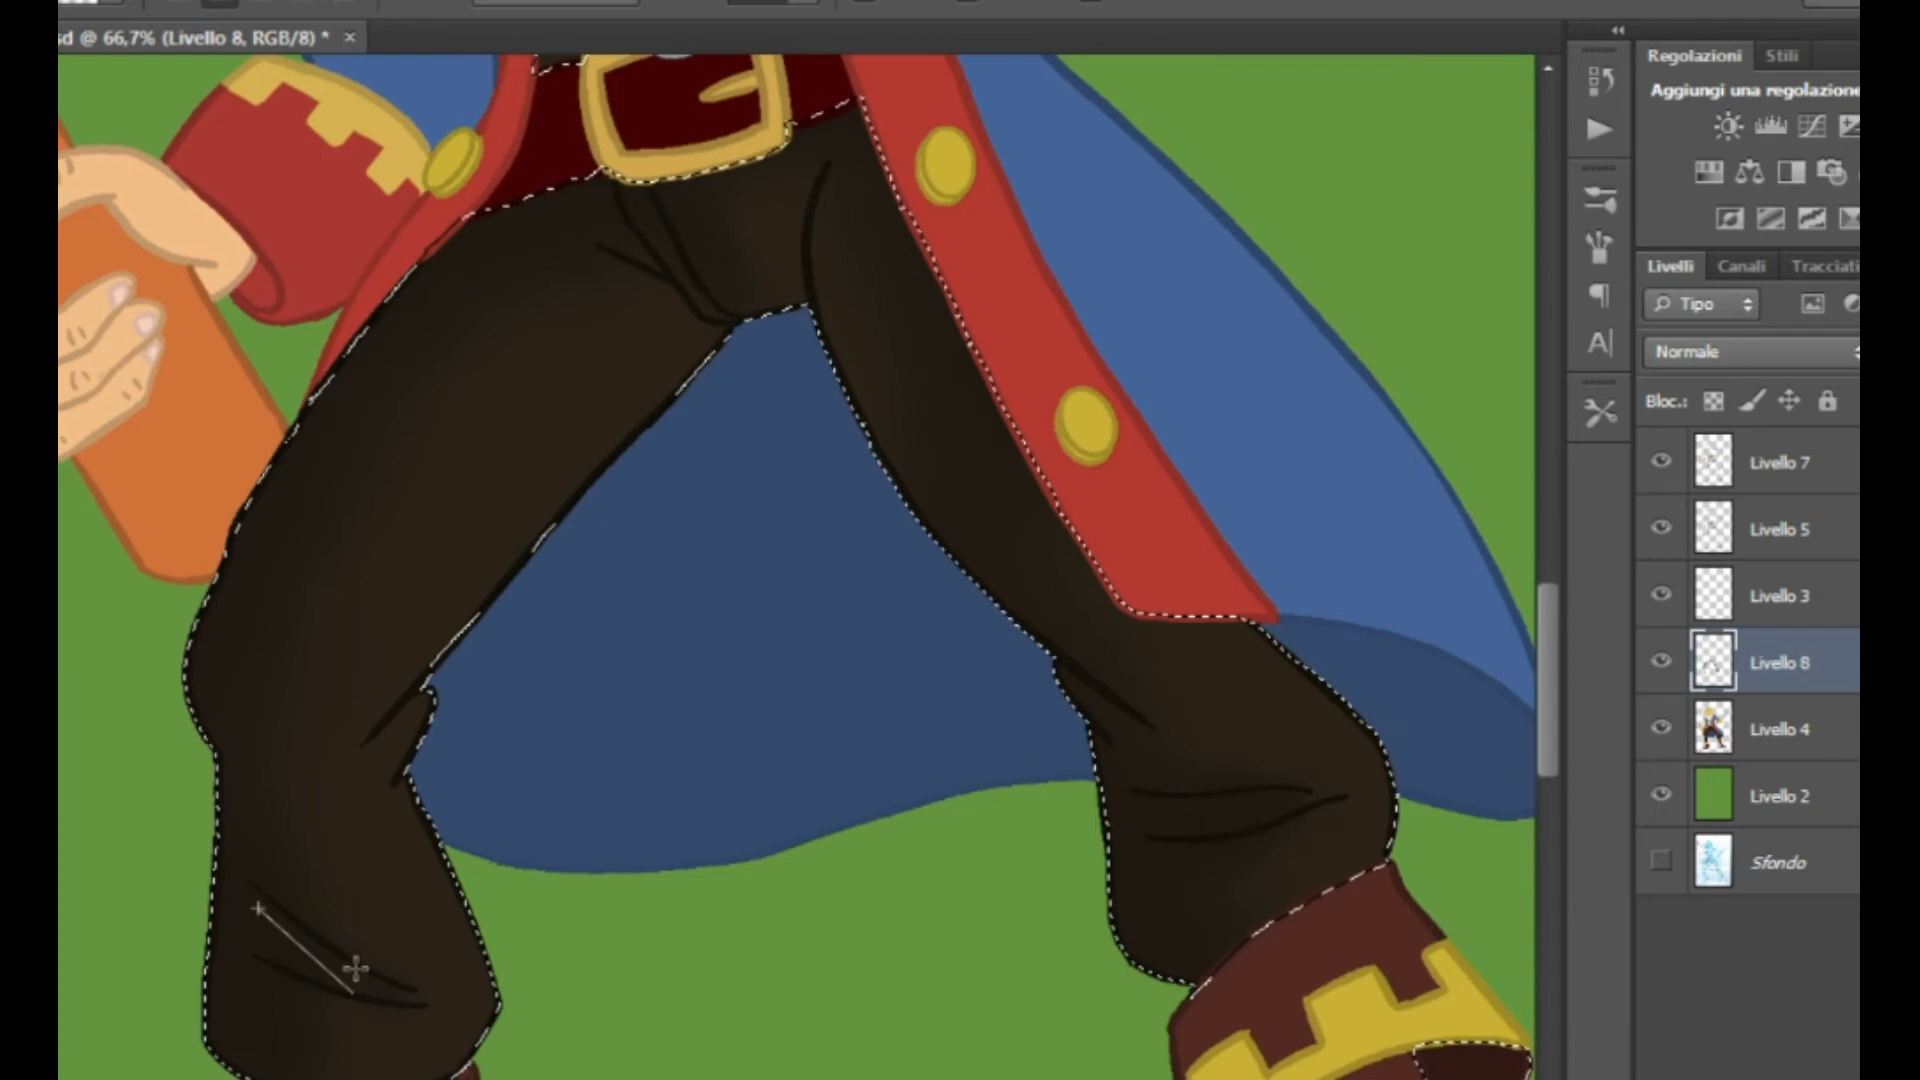 sd @ 66,7% (Livello 8, RGB/8) * ×
Regolazioni Stili
Aggiungi una regolazione
Livelli Canali Tracciati
Tipo
Normale
Bloc.:
Livello 7
Livello 5
Livello 3
Livello 8
Livello 4
Livello 2
Sfondo